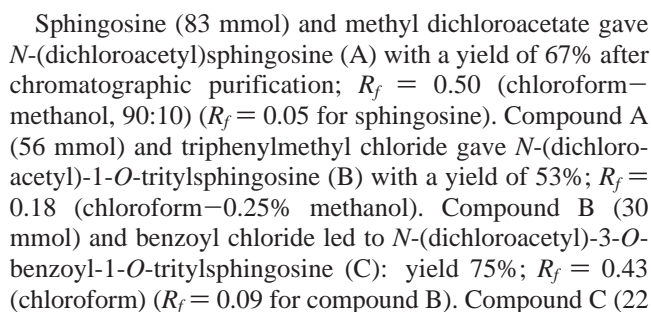 Sphingosine (83 mmol) and methyl dichloroacetate gave
N-(dichloroacetyl)sphingosine (A) with a yield of 67% after
chromatographic purification; Rf = 0.50 (chloroform−
methanol, 90:10) (Rf = 0.05 for sphingosine). Compound A
(56 mmol) and triphenylmethyl chloride gave N-(dichloro-
acetyl)-1-O-tritylsphingosine (B) with a yield of 53%; Rf =
0.18 (chloroform−0.25% methanol). Compound B (30
mmol) and benzoyl chloride led to N-(dichloroacetyl)-3-O-
benzoyl-1-O-tritylsphingosine (C): yield 75%; Rf = 0.43
(chloroform) (Rf = 0.09 for compound B). Compound C (22